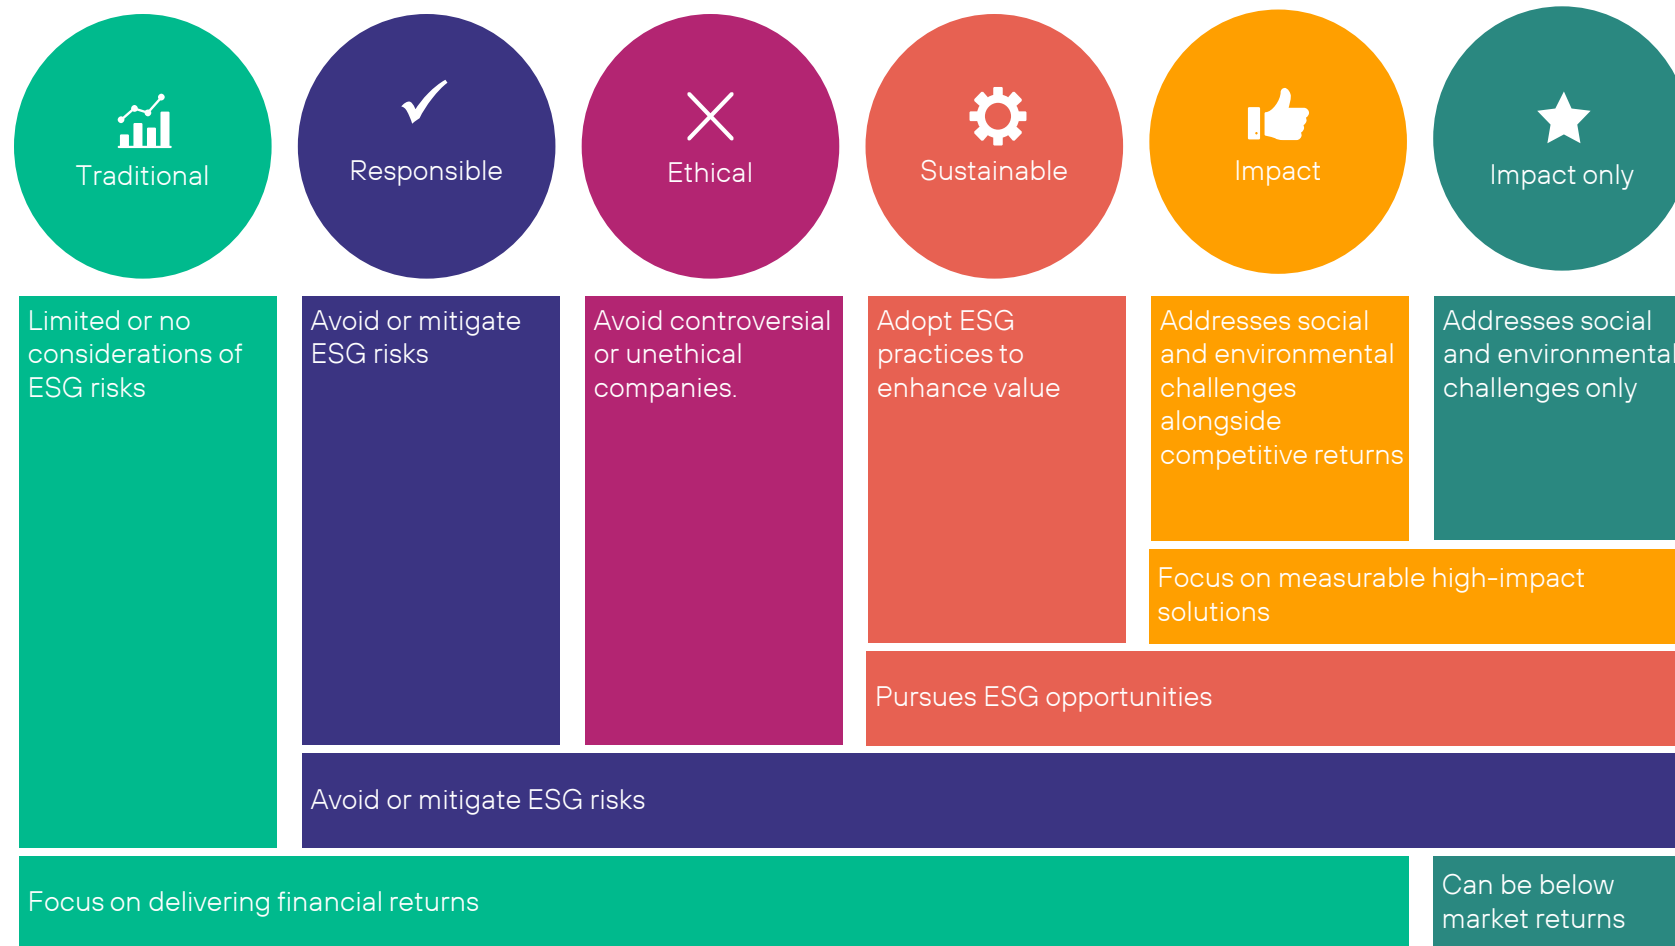 Traditional
Responsible
Ethical
Sustainable
Impact
Impact only
Limited or no
considerations of
ESG risks
Avoid or mitigate
ESG risks
Avoid controversial
or unethical
companies.
Adopt ESG
practices to
enhance value
Addresses social
and environmental
challenges
alongside
competitive returns
Addresses social
and environmental
challenges only
Focus on measurable high-impact
solutions
Pursues ESG opportunities
Avoid or mitigate ESG risks
Focus on delivering financial returns
Can be below
market returns